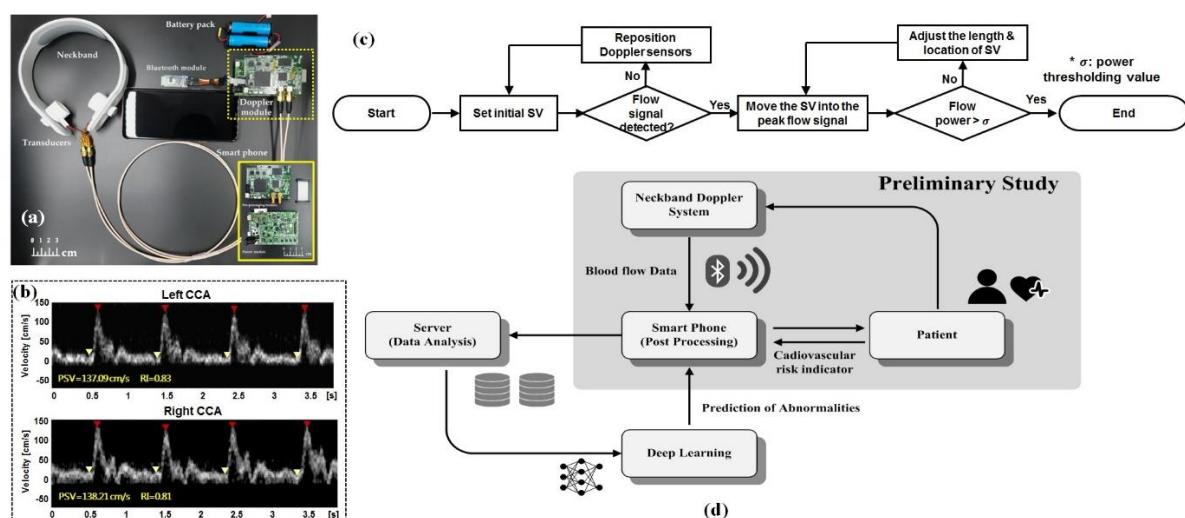 Battery pack
Neckband
Bluetooth module
Doppler
module
Transducers
Smart phone
Power module
(a)
0 1 2 3
cm
cm
(b)
Left CCA
Velocity [cm/s]
150
100
50
0
-50
PSV=137.09cm/s RI=0.83
0 0.5 1 1.5 2 2.5 3 3.5 [s]
Right CCA
Velocity [cm/s]
150
100
50
0
-50
PSV=138.21cm/s RI=0.81
0 0.5 1 1.5 2 2.5 3 3.5 [s]
(c)
Reposition
Doppler sensors
Adjust the length &
location of SV
* σ: power
thresholding value
No
No
Start
Set initial SV
Flow
signal
detected?
Yes
Move the SV into the
peak flow signal
Flow
power> σ
Yes
End
Preliminary Study
Neckband Doppler
System
Blood flow Data
Server
(Data Analysis)
Smart Phone
(Post Processing)
Patient
Cadiovascular
risk indicator
Prediction of Abnormalities
Deep Learning
(d)